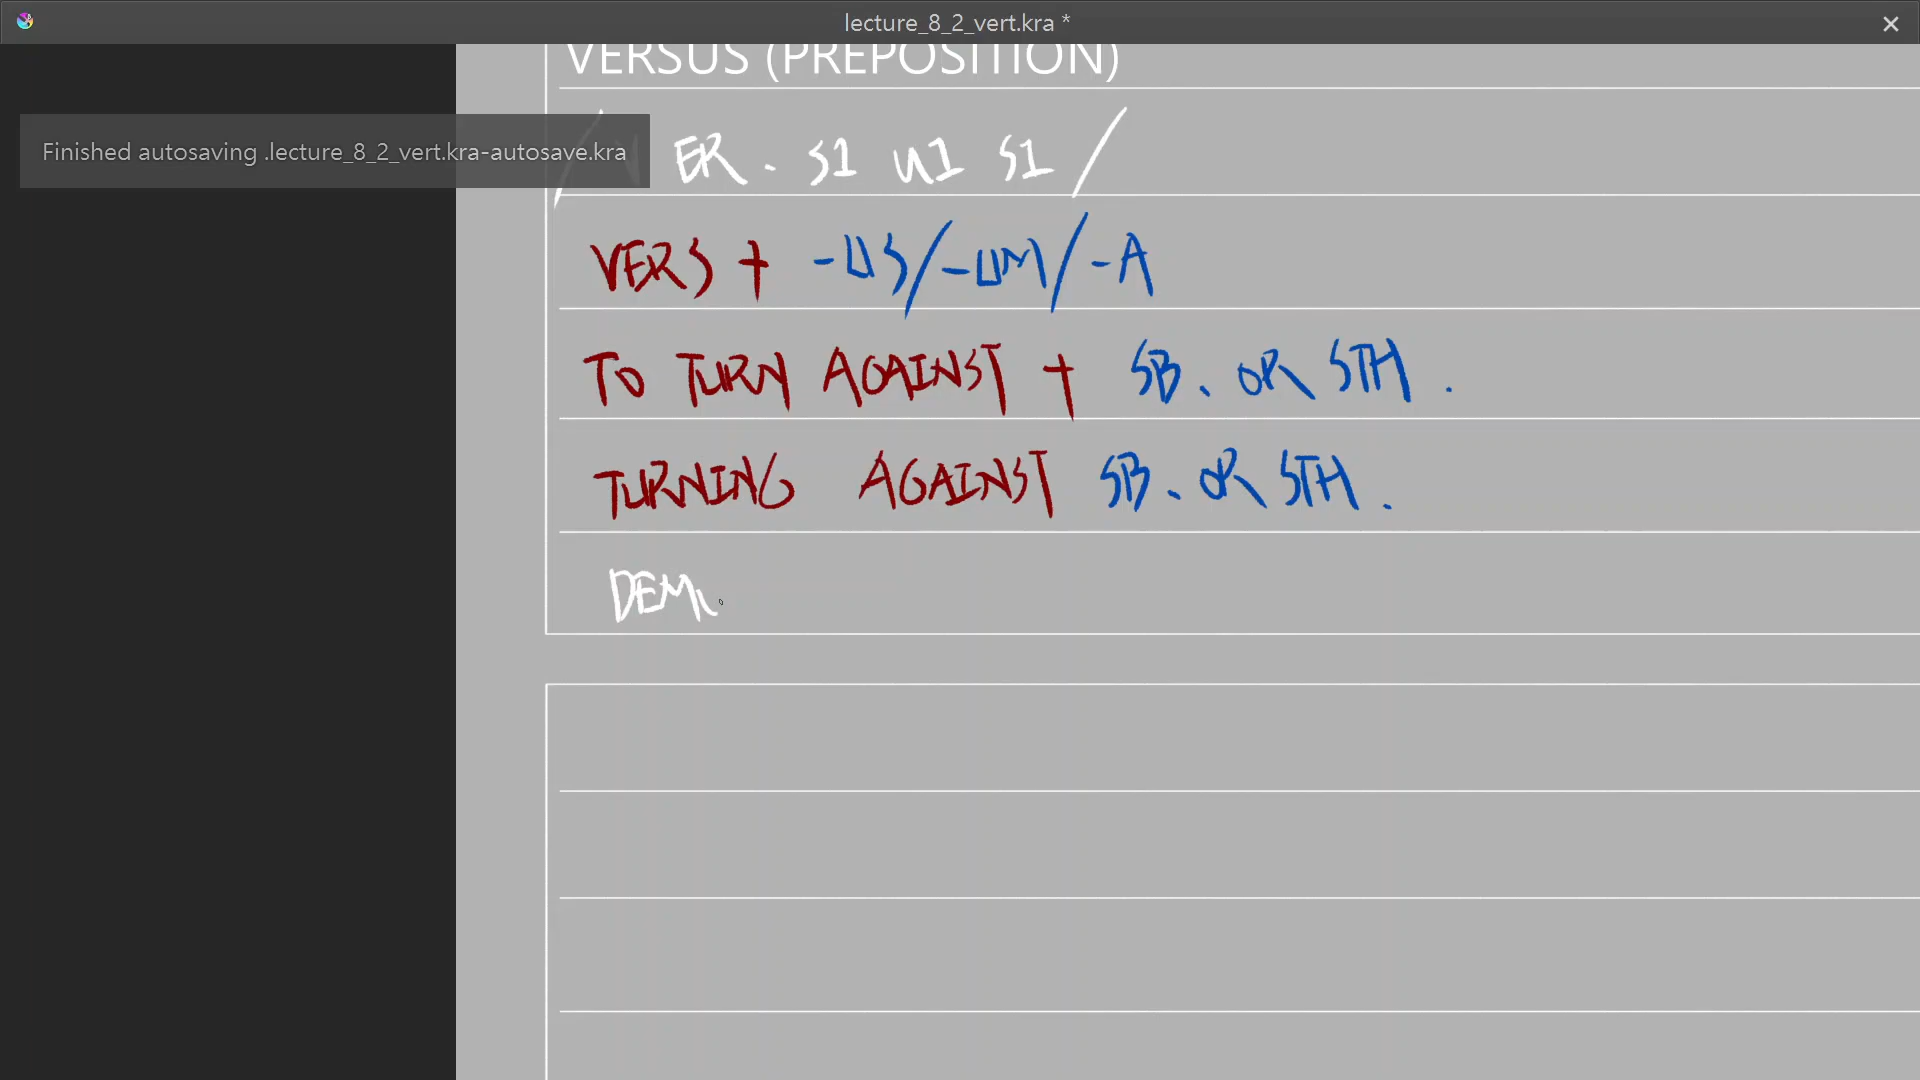 lecture_8_2_vert.kra *
VERSUS (PREPOSITION)
Finished autosaving .lecture_8_2_vert.kra-autosave.kra
/ ER. S1 U1 S1 /
VERS + -US/-UM/-A
TO TURN AGAINST + SB. OR STH.
TURNING AGAINST SB. OR STH.